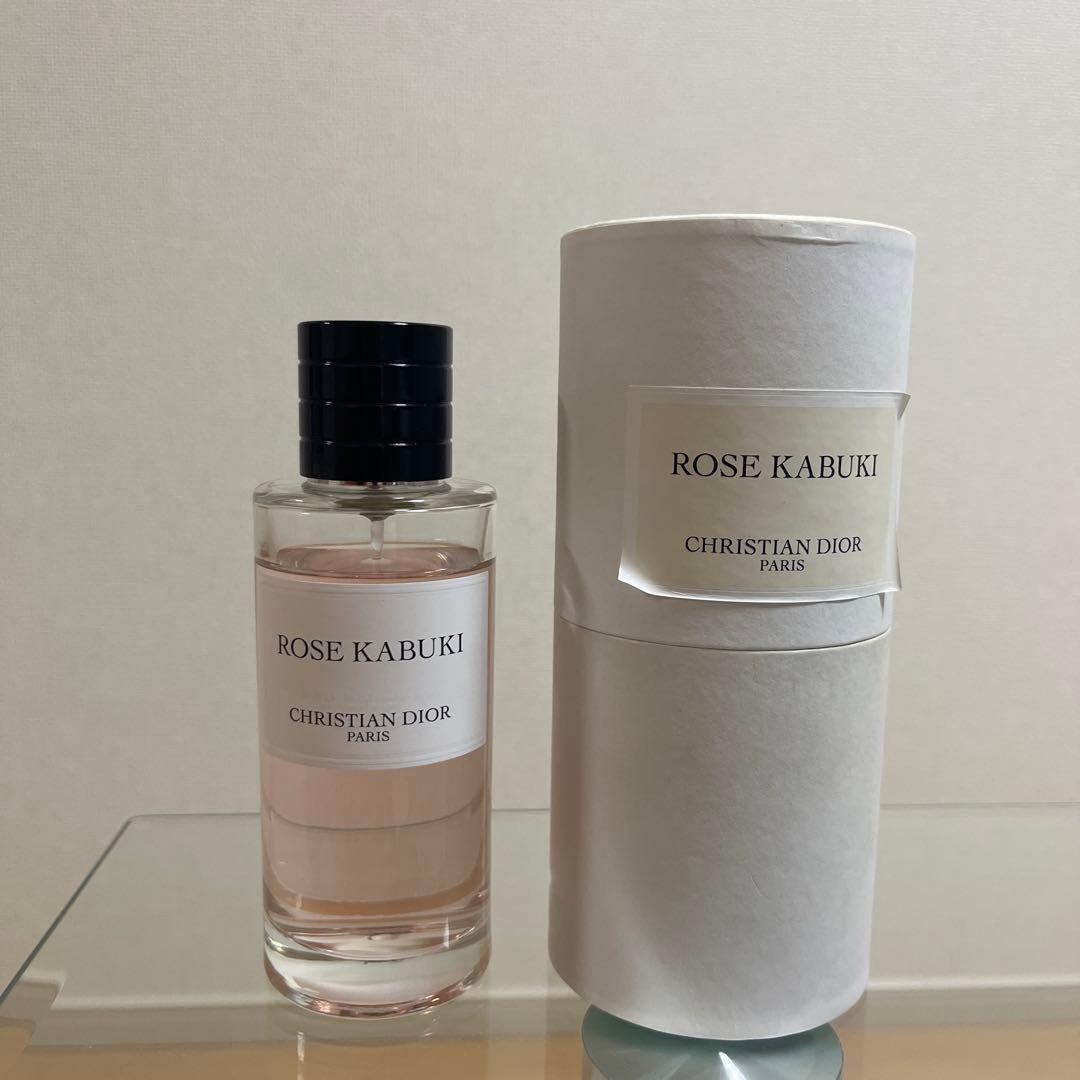 ROSE KABUKI
CHRISTIAN DIOR
PARIS
ROSE KABUKI
CHRISTIAN DIOR
PARIS